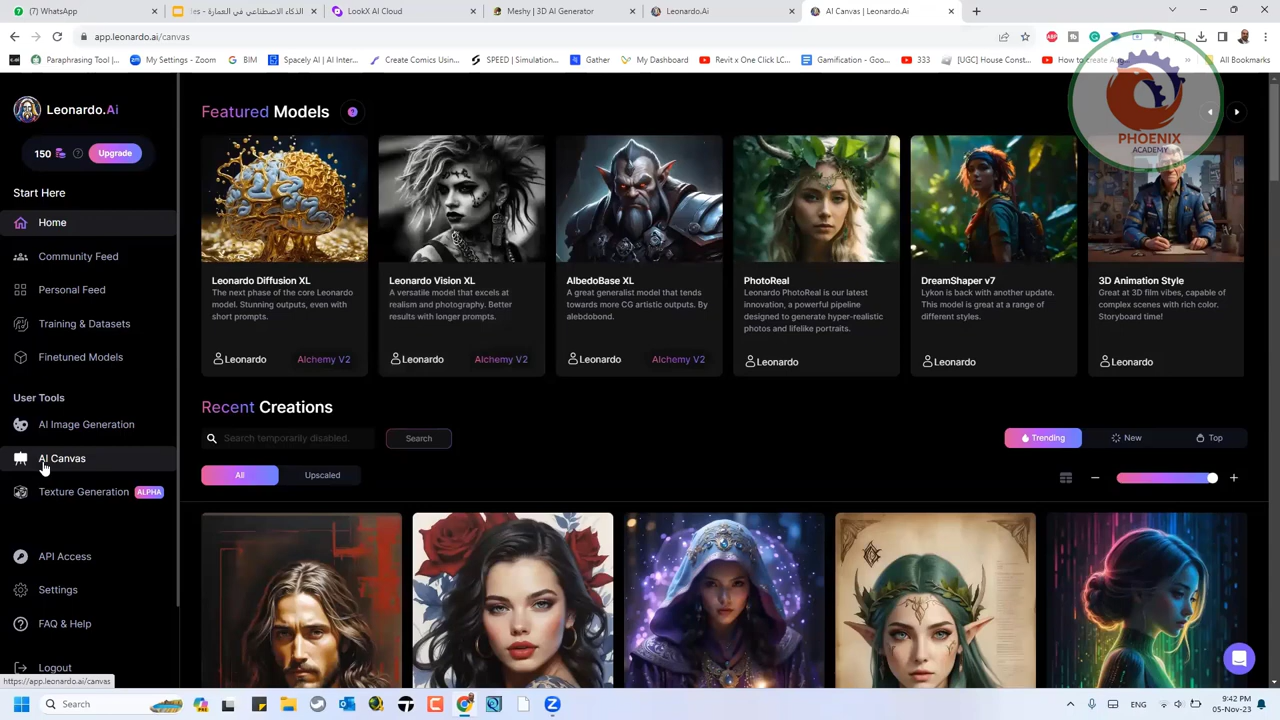 (7) WhatsApp
الذكاء الاصطناعي في العمارة - les
LookX AI Cloud
Meshy | 3D AI Generator
Leonardo.Ai
AI Canvas | Leonardo.Ai
app.leonardo.ai/canvas
Paraphrasing Tool |...
My Settings - Zoom
BIM
Spacely AI | AI Inter...
Create Comics Usin...
SPEED | Simulation...
Gather
My Dashboard
Revit x One Click LC...
Gamification - Goo...
333
[UGC] House Const...
How to create Aug...
All Bookmarks
PHOENIX
ACADEMY
Leonardo.Ai
150
Upgrade
Start Here
Home
Community Feed
Personal Feed
Training & Datasets
Finetuned Models
User Tools
AI Image Generation
AI Canvas
Texture Generation ALPHA
API Access
Settings
FAQ & Help
Logout
https://app.leonardo.ai/canvas
Featured Models
Leonardo Diffusion XL
The next phase of the core Leonardo
model. Stunning outputs, even with
short prompts.
Leonardo Alchemy V2
Leonardo Vision XL
A versatile model that excels at
realism and photography. Better
results with longer prompts.
Leonardo Alchemy V2
AlbedoBase XL
A great generalist model that tends
towards more CG artistic outputs. By
albedobond.
Leonardo Alchemy V2
PhotoReal
Leonardo PhotoReal is our latest
innovation, a powerful pipeline
designed to generate hyper-realistic
photos and lifelike portraits.
Leonardo
DreamShaper v7
Lykon is back with another update.
This model is great at a range of
different styles.
Leonardo
3D Animation Style
Great at 3D film vibes, capable of
complex scenes with rich color.
Storyboard time!
Leonardo
Recent Creations
Search temporarily disabled.
Search
Trending
New
Top
All
Upscaled
Search
ENG
9:42 PM
05-Nov-23